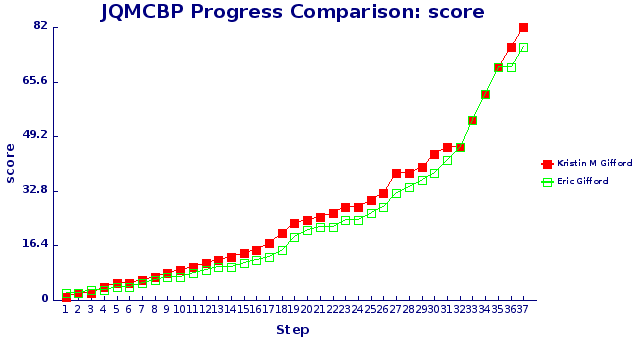 JQMCBP Progress Comparison: score
82
65.6
49.2
32.8
16.4
0
score
1 2 3 4 5 6 7 8 9 10 11 12 13 14 15 16 17 18 19 20 21 22 23 24 25 26 27 28 29 30 31 32 33 34 35 36 37
Step
Kristin M Gifford
Eric Gifford